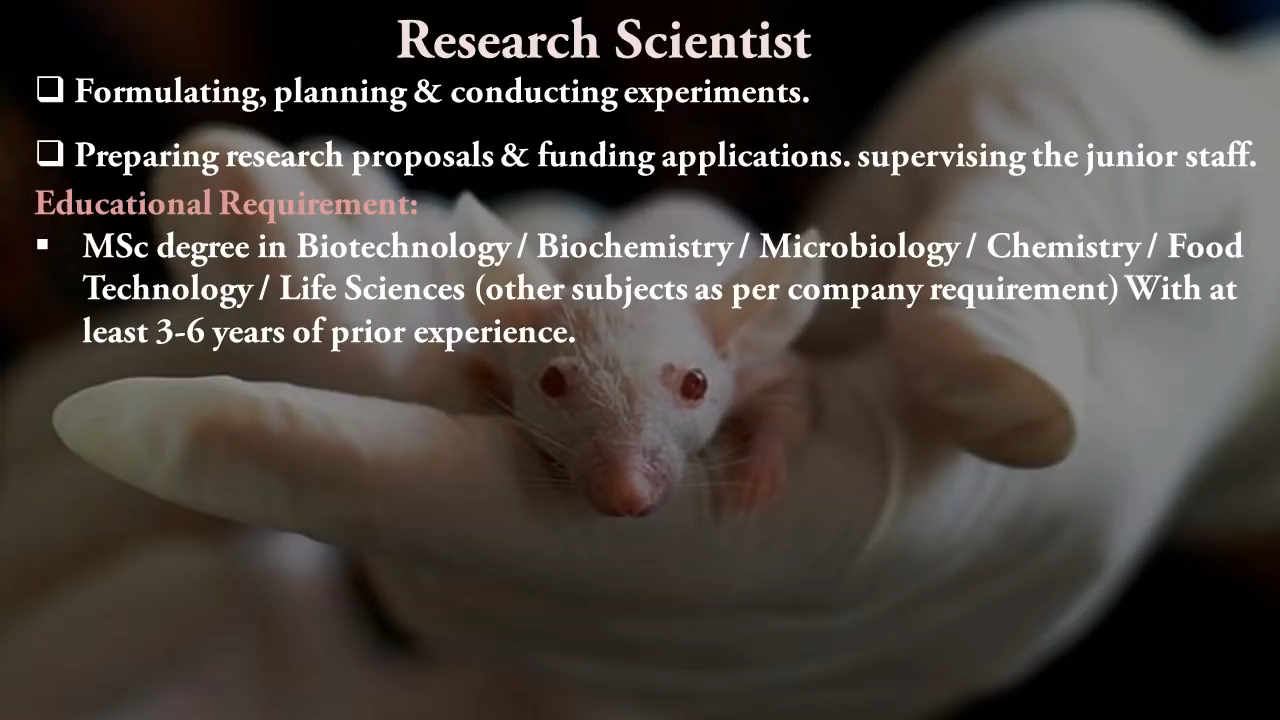 Research Scientist
❑ Formulating, planning & conducting experiments.
❑ Preparing research proposals & funding applications. supervising the junior staff.
Educational Requirement:
▪ MSc degree in Biotechnology / Biochemistry / Microbiology / Chemistry / Food
Technology / Life Sciences (other subjects as per company requirement) With at
least 3-6 years of prior experience.